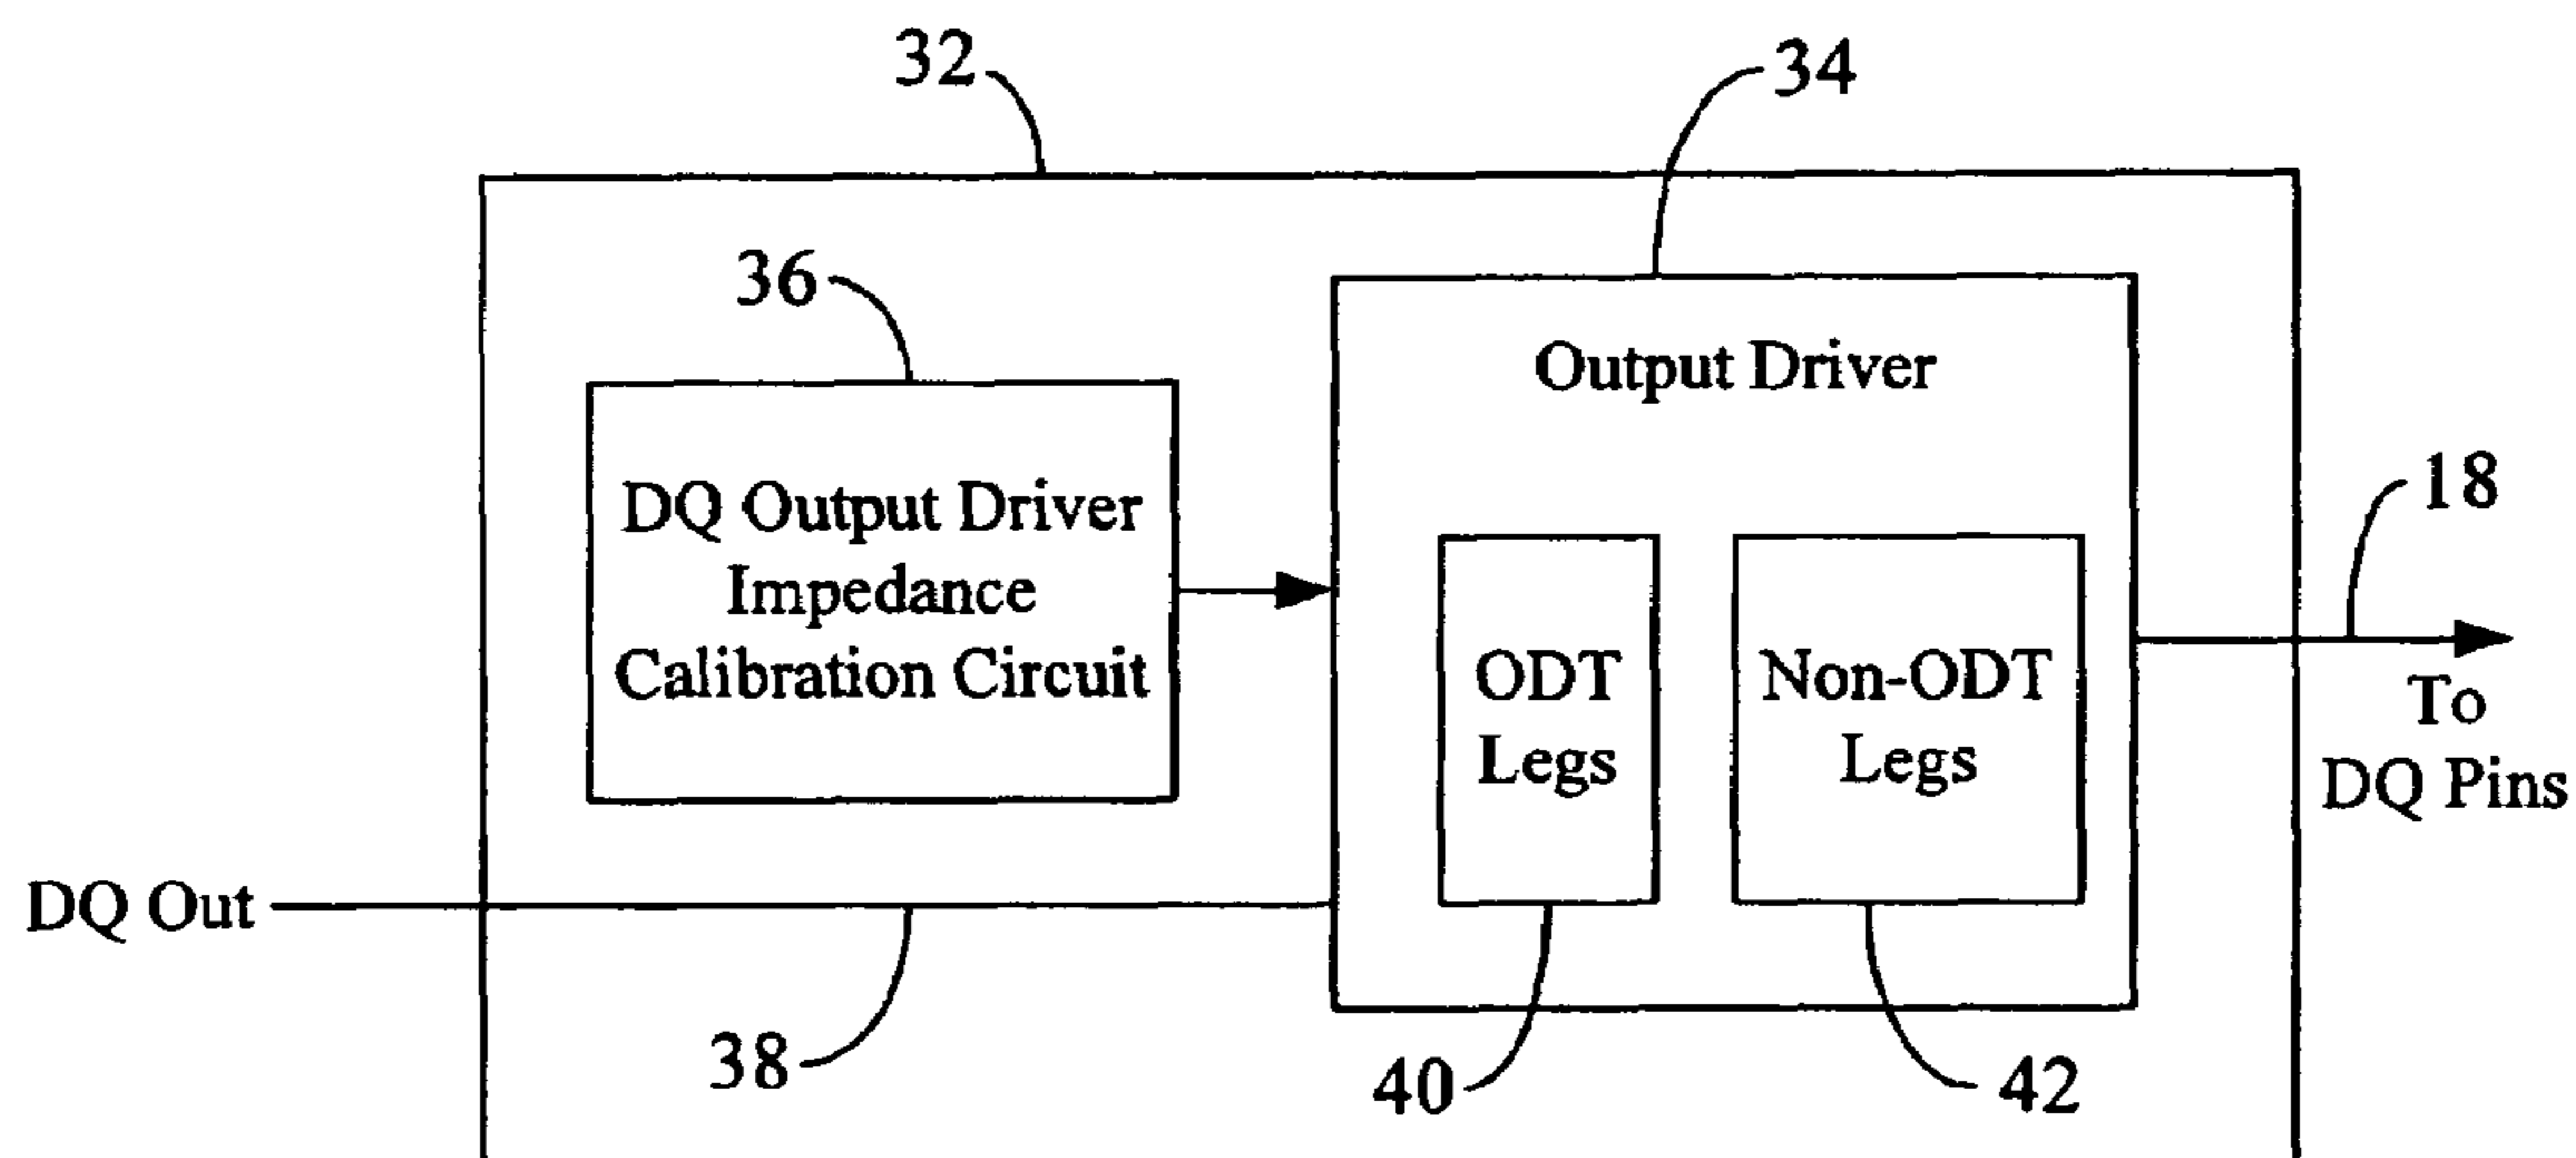 32
34
36
Output Driver
DQ Output Driver
Impedance
Calibration Circuit
18
ODT
Legs
Non-ODT
Legs
To
DQ Pins
DQ Out
38
40
42